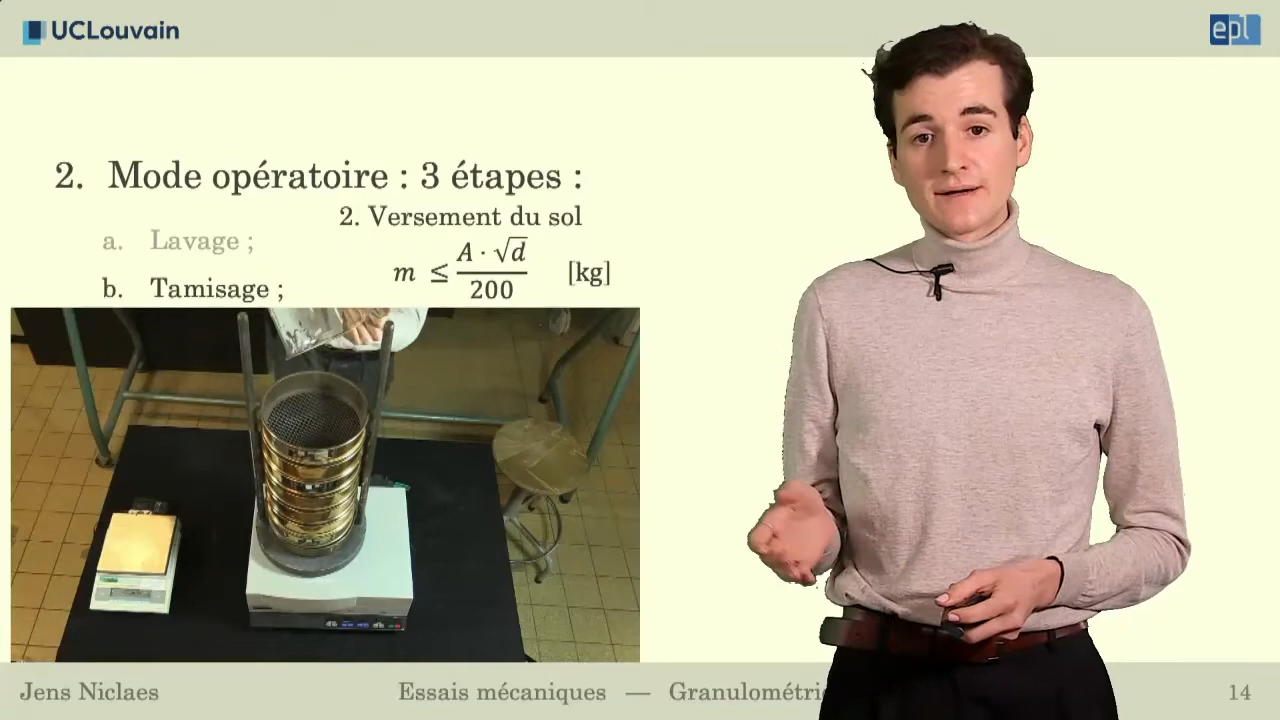 UCLouvain
epl
2. Mode opératoire : 3 étapes :
2. Versement du sol
a. Lavage ;
m ≤ A · √d / 200 [kg]
b. Tamisage ;
Jens Niclaes
Essais mécaniques — Granulométri
14